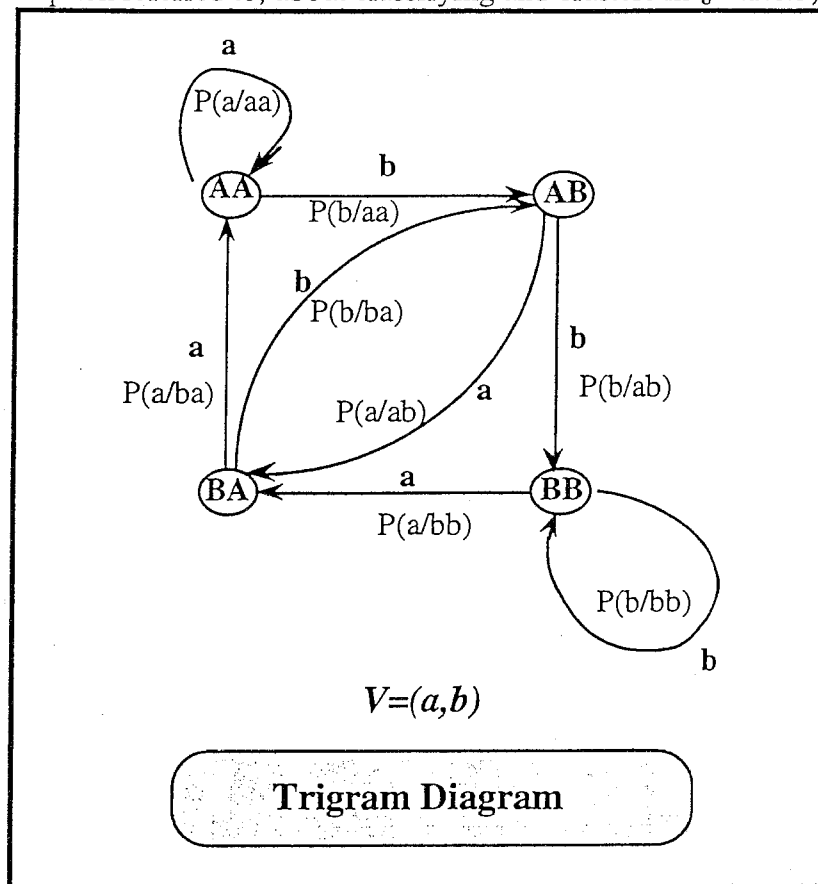 a
P(a/aa)
AA
b
AB
P(b/aa)
b
P(b/ba)
a
P(a/ba)
b
P(b/ab)
P(a/ab)
a
BA
a
BB
P(a/bb)
P(b/bb)
b
V=(a,b)
Trigram Diagram